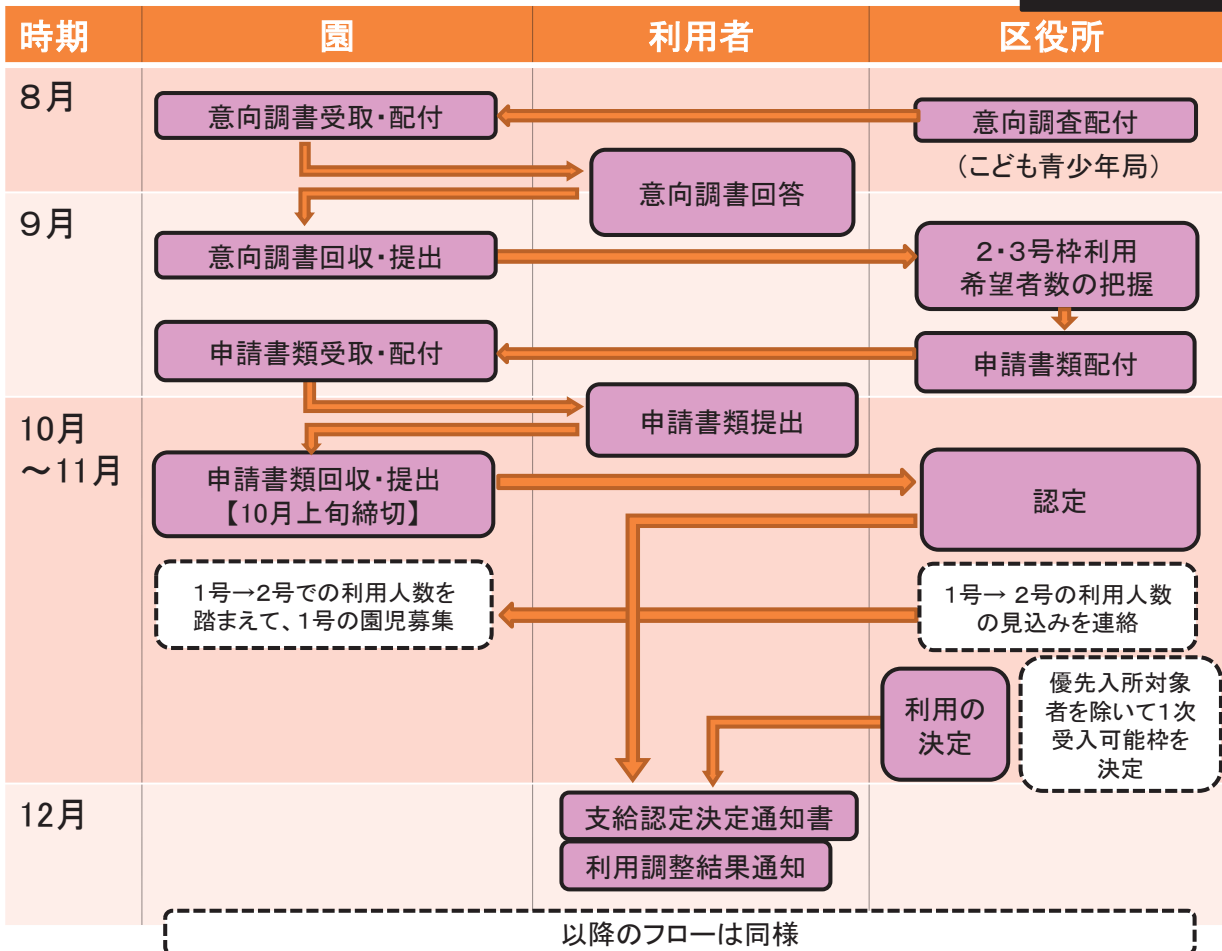 時期
園
利用者
区役所
8月
意向調書受取・配付
意向調査配付
(こども青少年局)
意向調書回答
9月
意向調書回収・提出
2・3号枠利用
希望者数の把握
申請書類受取・配付
申請書類配付
申請書類提出
10月
~11月
申請書類回収・提出
【10月上旬締切】
認定
1号→2号での利用人数を
踏まえて、1号の園児募集
1号→ 2号の利用人数
の見込みを連絡
利用の
決定
優先入所対象
者を除いて1次
受入可能枠を
決定
12月
支給認定決定通知書
利用調整結果通知
以降のフローは同様